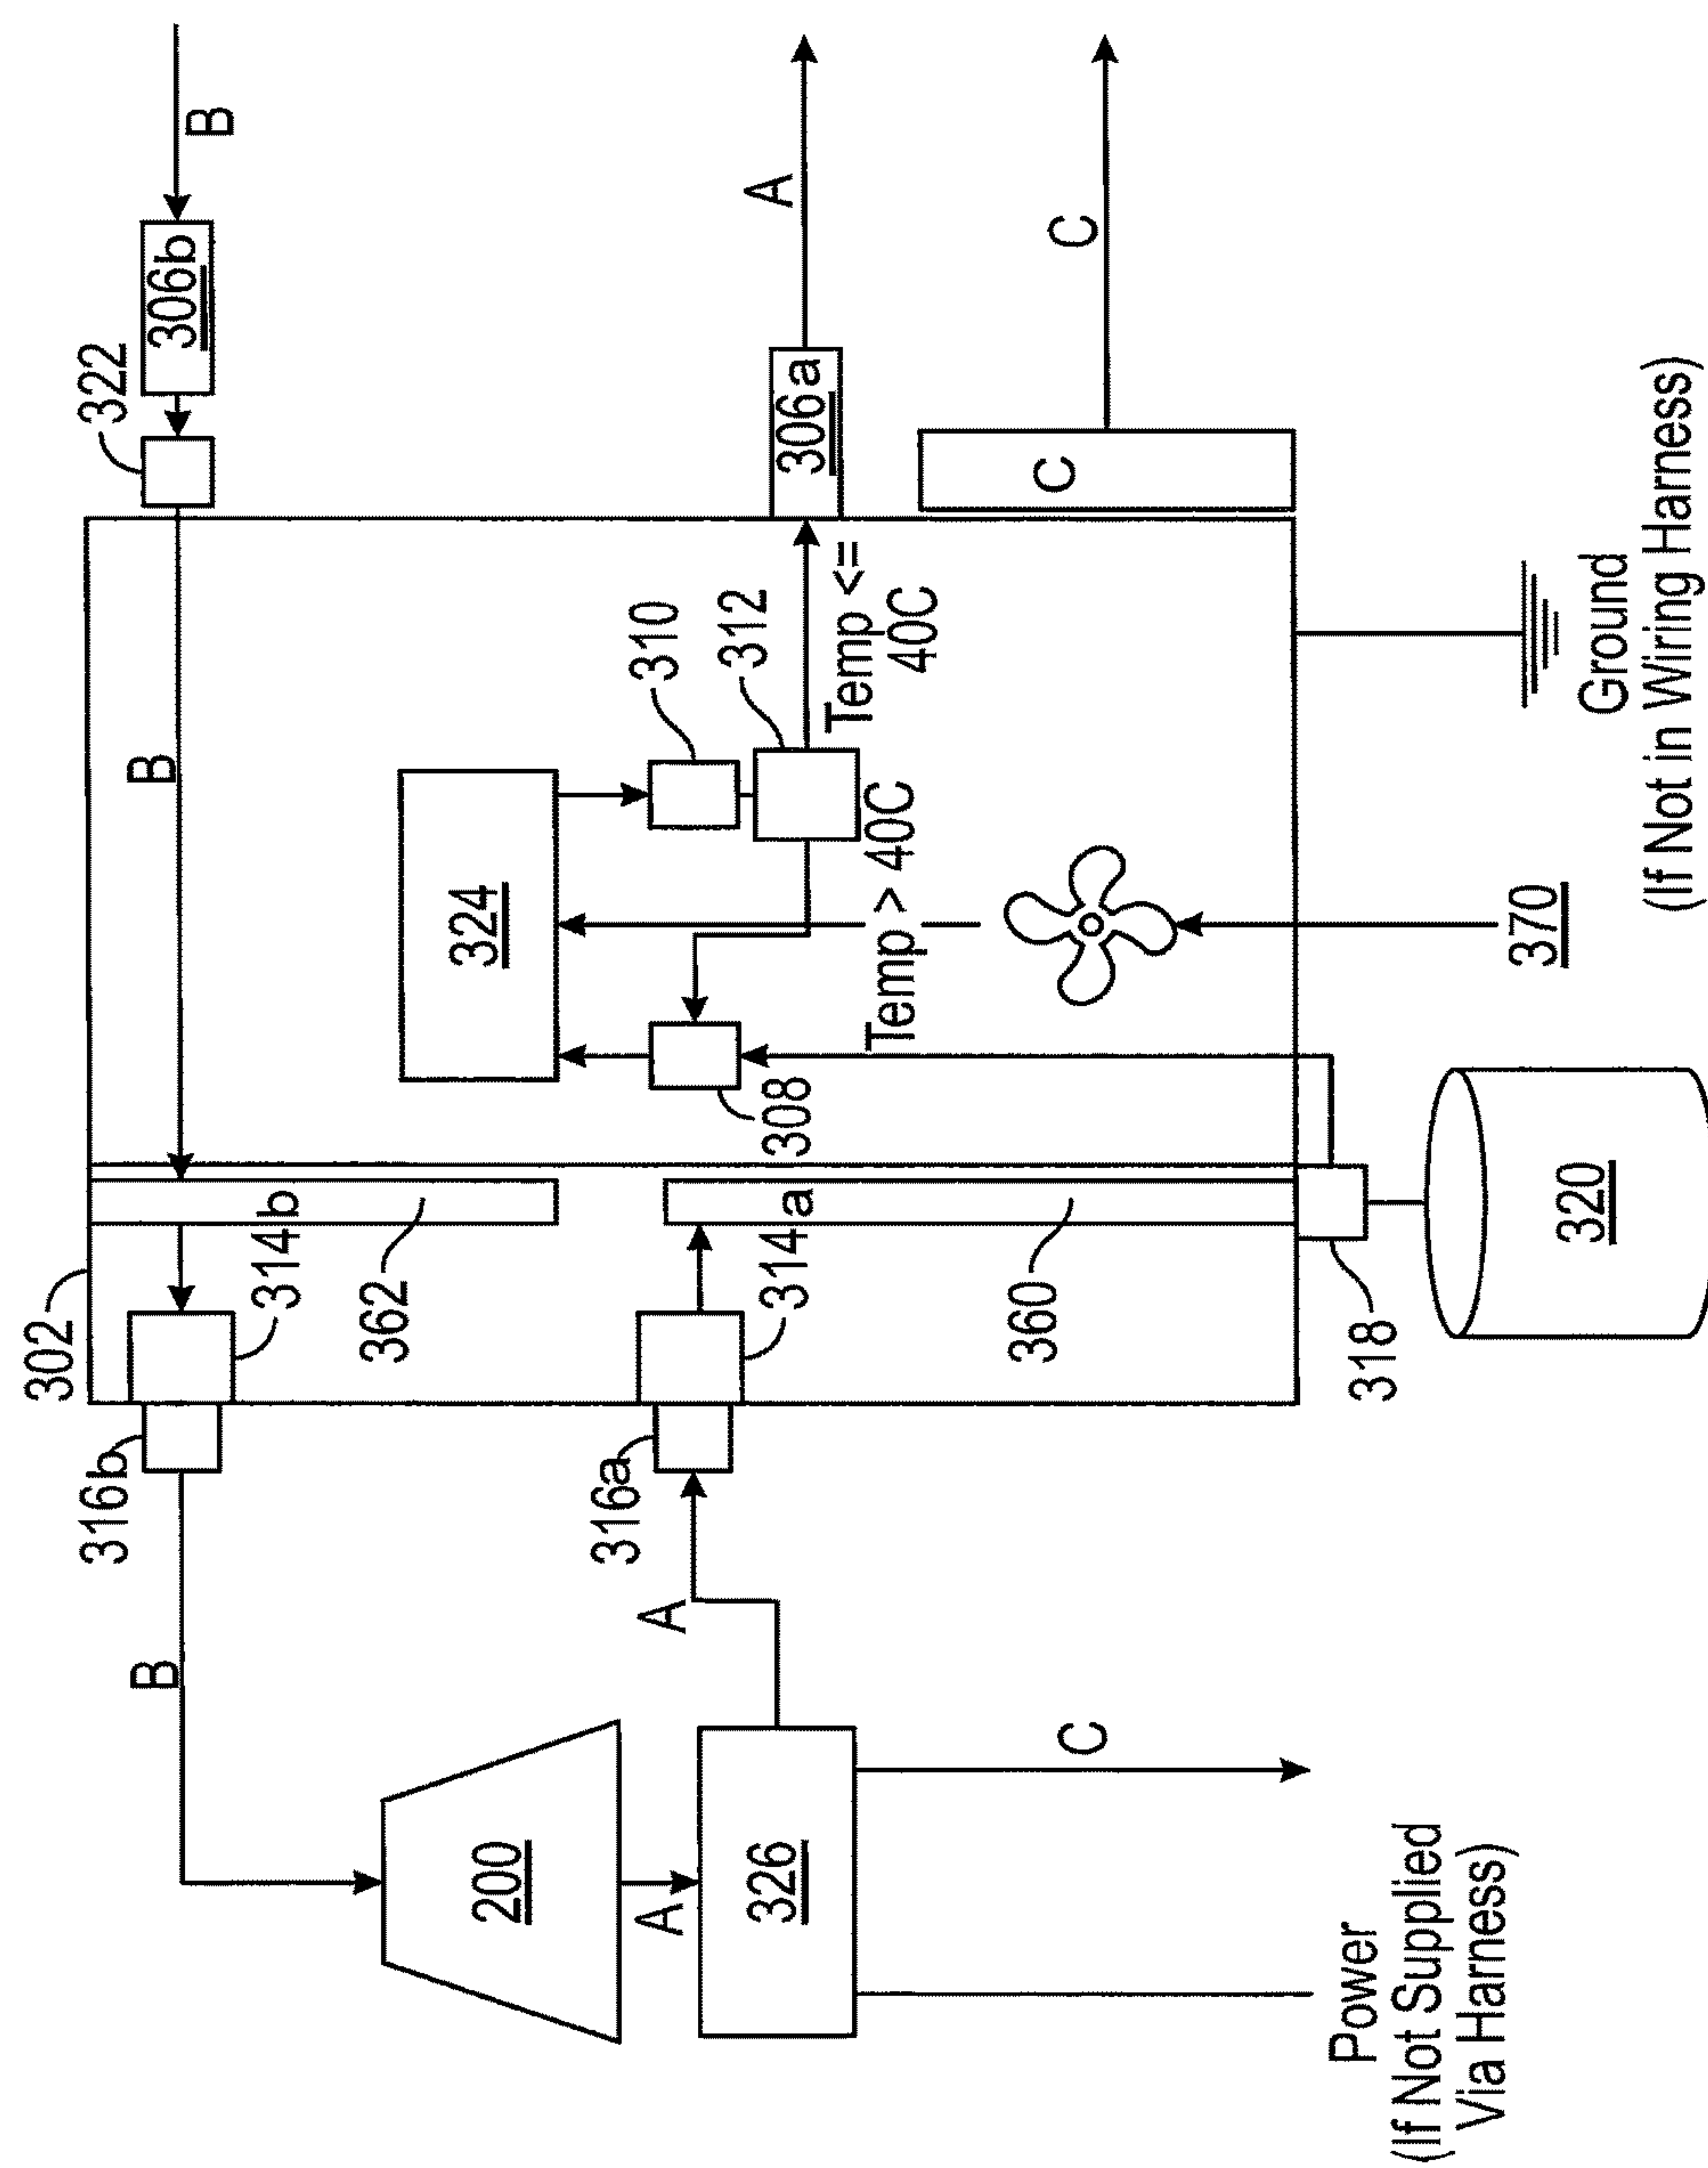 B
322
306b
A
306a
C
C
B
310
312
Temp <=
40C
324
Temp > 40C
308
370
Ground
(If Not in Wiring Harness)
302
314b
362
314a
360
318
320
316b
316a
B
A
200
A
326
C
Power
(If Not Supplied
Via Harness)